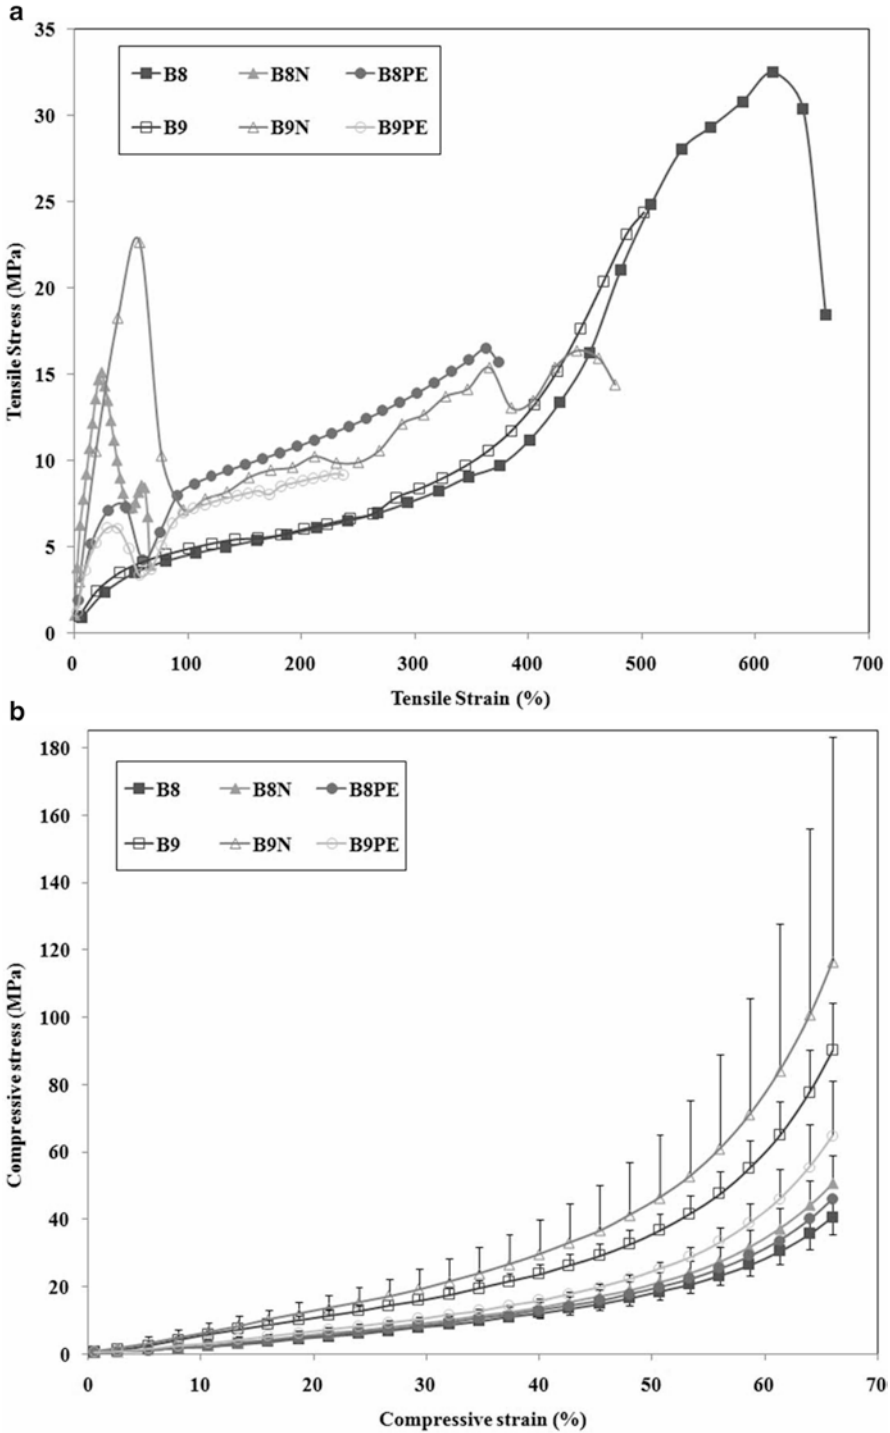 a
35
30
25
20
15
10
5
0
Tensile Stress (MPa)
B8 B8N B8PE
B9 B9N B9PE
0 100 200 300 400 500 600 700
Tensile Strain (%)
b
180
160
140
120
100
80
60
40
20
0
Compressive stress (MPa)
B8 B8N B8PE
B9 B9N B9PE
0 10 20 30 40 50 60 70
Compressive strain (%)